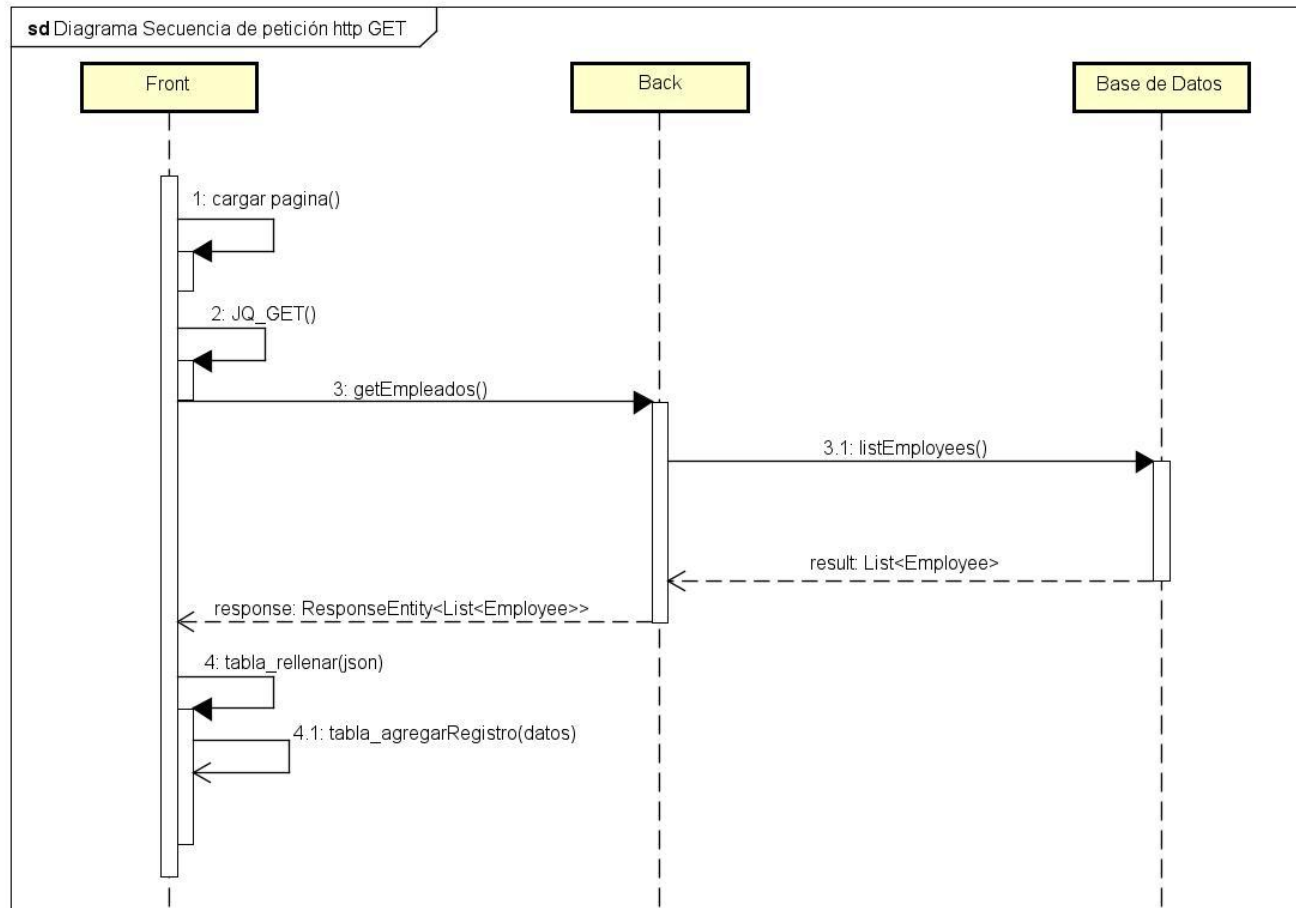 sd Diagrama Secuencia de petición http GET
Front
Back
Base de Datos
1: cargar pagina()
2: JQ_GET()
3: getEmpleados()
3.1: listEmployees()
result: List<Employee>
response: ResponseEntity<List<Employee>>
4: tabla_rellenar(json)
4.1: tabla_agregarRegistro(datos)